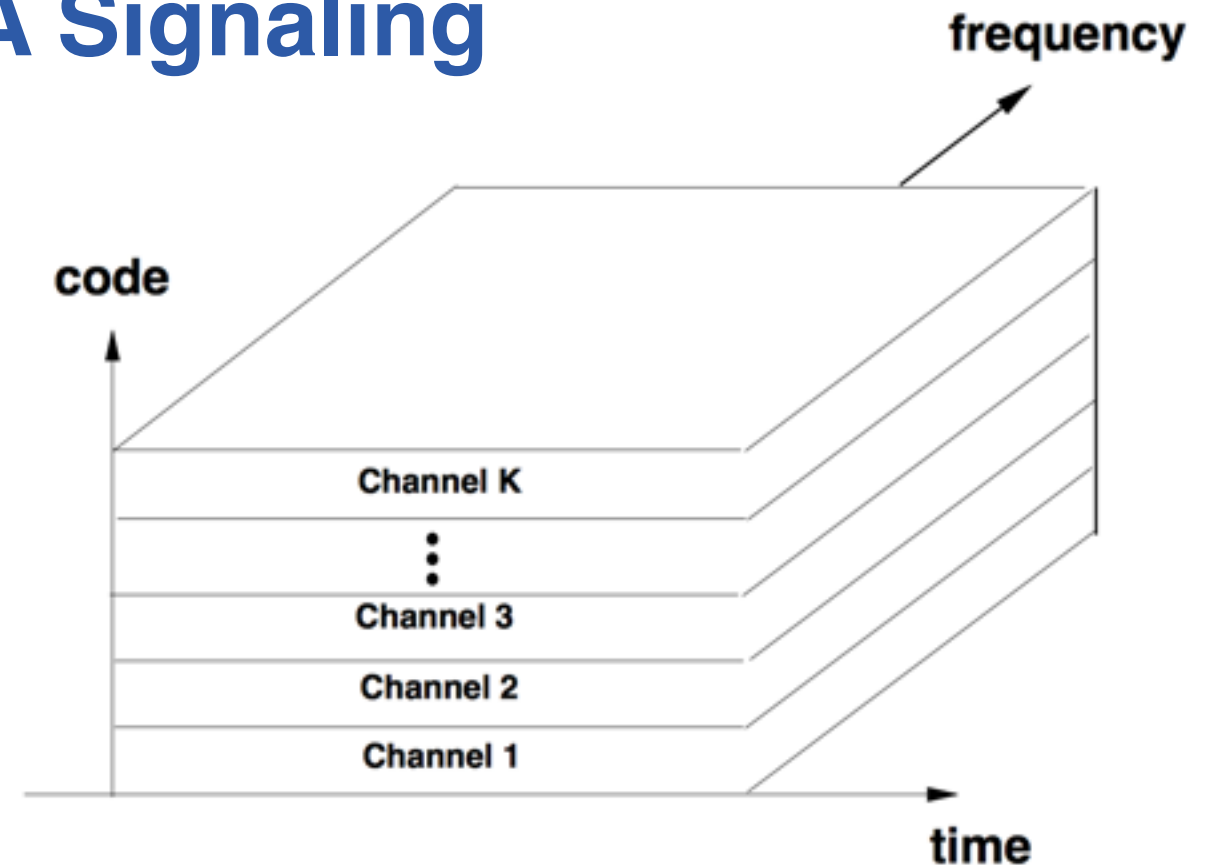 A Signaling
frequency
code
Channel K
Channel 3
Channel 2
Channel 1
time